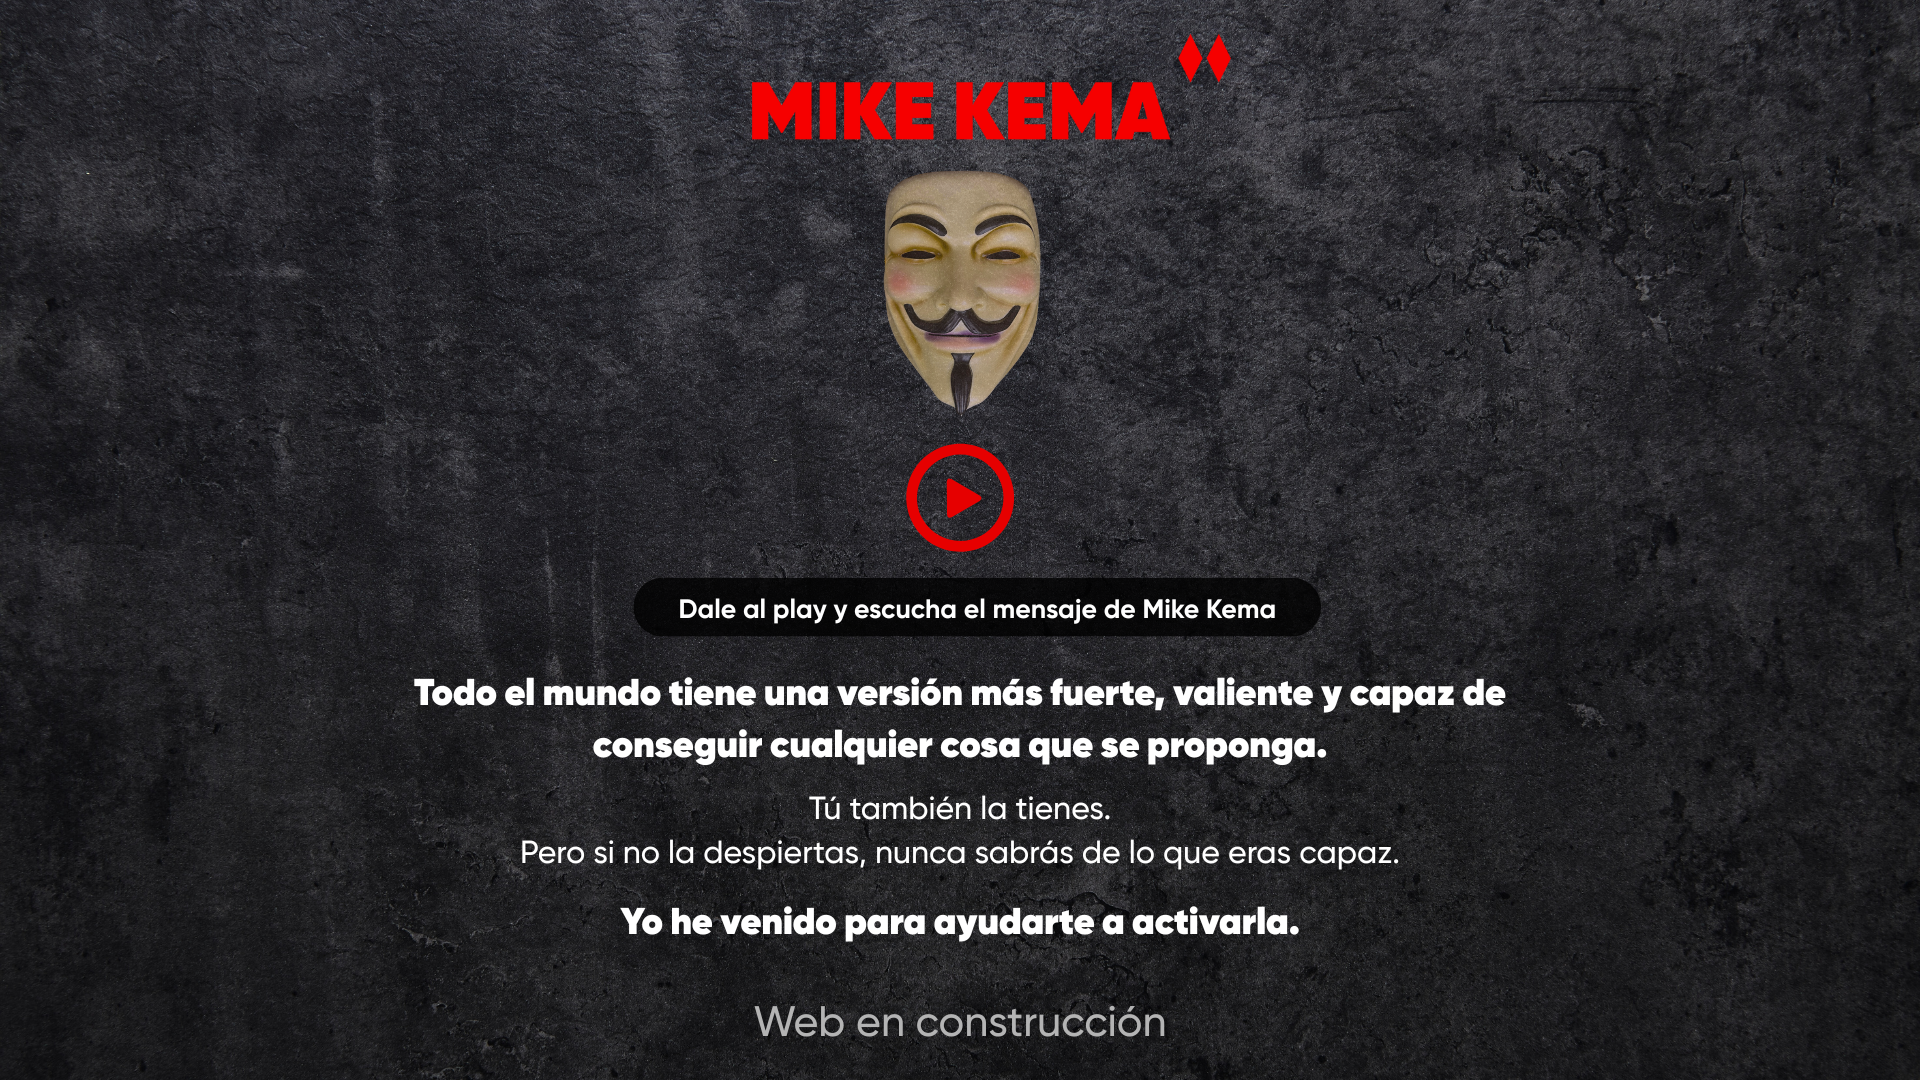 MIKE KEMA
Dale al play y escucha el mensaje de Mike Kema
Todo el mundo tiene una versión más fuerte, valiente y capaz de
conseguir cualquier cosa que se proponga.
Tú también la tienes.
Pero si no la despiertas, nunca sabrás de lo que eras capaz.
Yo he venido para ayudarte a activarla.
Web en construcción